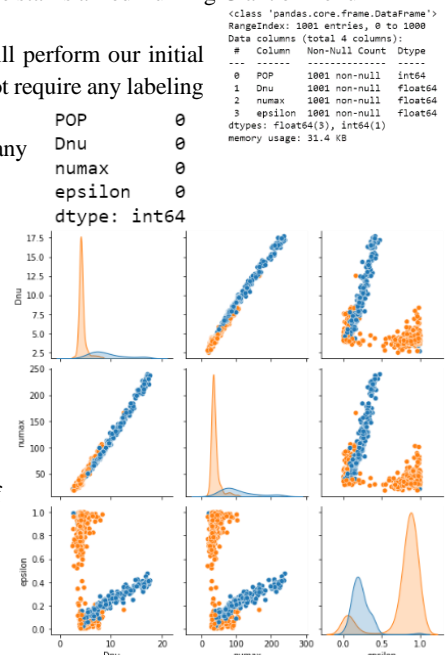 <class 'pandas.core.frame.DataFrame'>
RangeIndex: 1001 entries, 0 to 1000
Data columns (total 4 columns):
# Column Non-Null Count Dtype
--- ------ -------------- -----
0 POP 1001 non-null int64
1 Dnu 1001 non-null float64
2 numax 1001 non-null float64
3 epsilon 1001 non-null float64
dtypes: float64(3), int64(1)
memory usage: 31.4 KB
ll perform our initial
ot require any labeling
any
POP 0
Dnu 0
numax 0
epsilon 0
dtype: int64
17.5
15.0
12.5
10.0
7.5
5.0
2.5
Dnu
250
200
150
100
50
numax
1.0
0.8
0.6
0.4
0.2
0.0
epsilon
0 10 20
0 100 200 300
0.0 0.5 1.0
Dnu numax epsilon